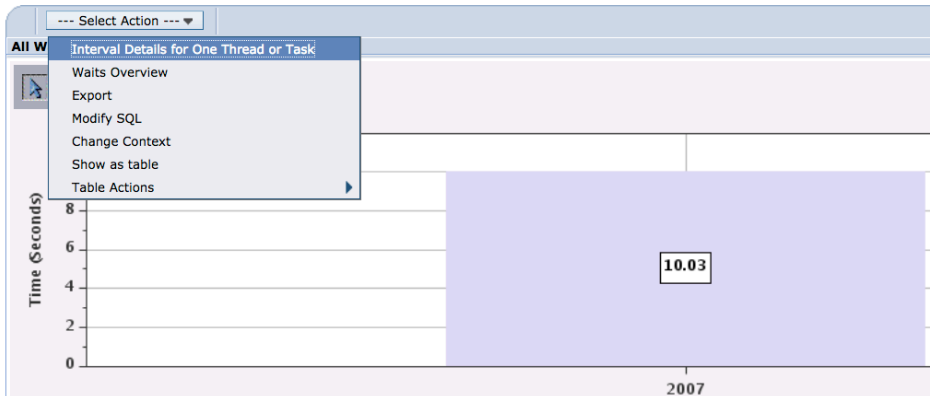 --- Select Action ---
All W
Interval Details for One Thread or Task
Waits Overview
Export
Modify SQL
Change Context
Show as table
Table Actions
Time (Seconds)
8
6
4
2
0
10.03
2007